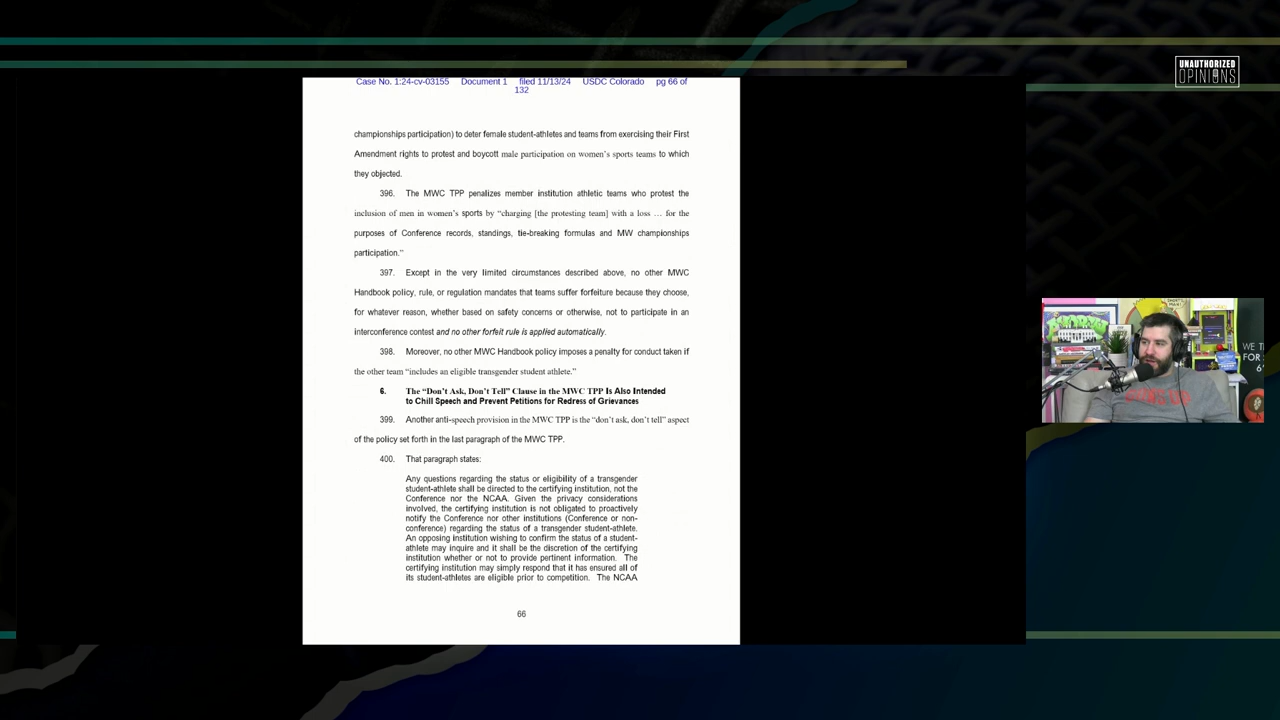 UNAUTHORIZED
OPINIONS
Case No. 1:24-cv-03155 Document 1 filed 11/13/24 USDC Colorado pg 66 of
132
championships participation) to deter female student-athletes and teams from exercising their First
Amendment rights to protest and boycott male participation on women's sports teams to which
they objected.
396. The MWC TPP penalizes member institution athletic teams who protest the
inclusion of men in women's sports by “charging [the protesting team] with a loss … for the
purposes of Conference records, standings, tie-breaking formulas and MW championships
participation.”
397. Except in the very limited circumstances described above, no other MWC
Handbook policy, rule, or regulation mandates that teams suffer forfeiture because they choose,
for whatever reason, whether based on safety concerns or otherwise, not to participate in an
interconference contest and no other forfeit rule is applied automatically.
398. Moreover, no other MWC Handbook policy imposes a penalty for conduct taken if
the other team “includes an eligible transgender student athlete.”
6. The “Don’t Ask, Don’t Tell” Clause in the MWC TPP Is Also Intended
to Chill Speech and Prevent Petitions for Redress of Grievances
399. Another anti-speech provision in the MWC TPP is the “don’t ask, don’t tell” aspect
of the policy set forth in the last paragraph of the MWC TPP.
400. That paragraph states:
Any questions regarding the status or eligibility of a transgender
student-athlete shall be directed to the certifying institution, not the
Conference nor the NCAA. Given the privacy considerations
involved, the certifying institution is not obligated to proactively
notify the Conference nor other institutions (Conference or non-
conference) regarding the status of a transgender student-athlete.
An opposing institution wishing to confirm the status of a student-
athlete may inquire and it shall be the discretion of the certifying
institution whether or not to provide pertinent information. The
certifying institution may simply respond that it has ensured all of
its student-athletes are eligible prior to competition. The NCAA
66
WE T
FOR
6'